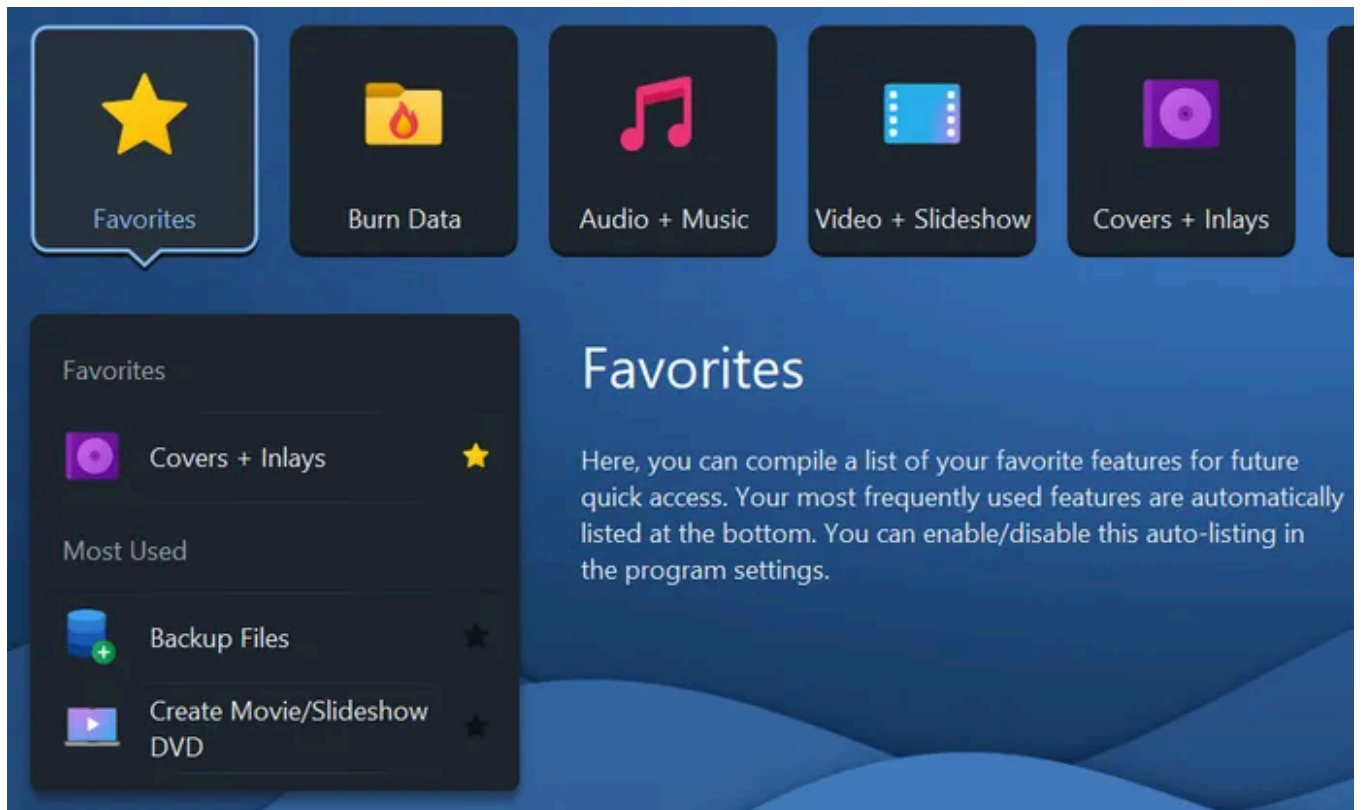 Favorites
Burn Data
Audio + Music
Video + Slideshow
Covers + Inlays
Favorites
Covers + Inlays
Most Used
Backup Files
Create Movie/Slideshow
DVD
Favorites
Here, you can compile a list of your favorite features for future
quick access. Your most frequently used features are automatically
listed at the bottom. You can enable/disable this auto-listing in
the program settings.